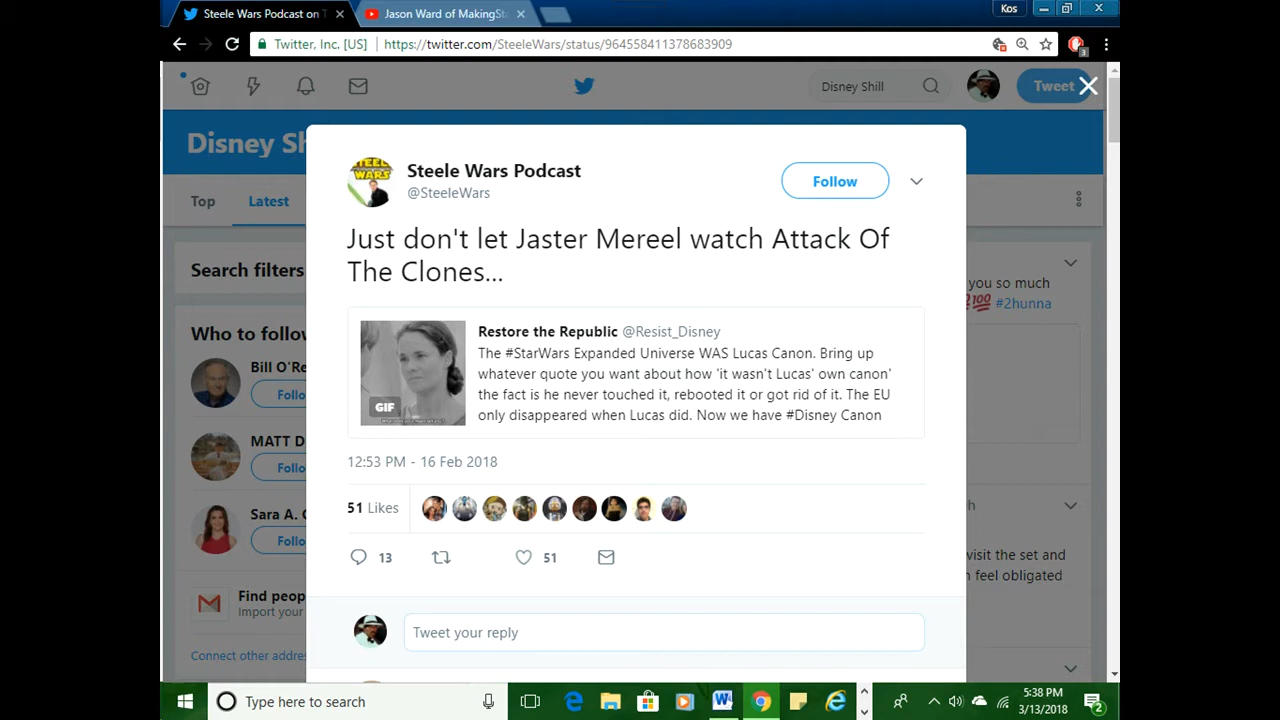 Steele Wars Podcast on T
Jason Ward of MakingSt
Kos
Twitter, Inc. [US]
https://twitter.com/SteeleWars/status/964558411378683909
3
Disney Shill
Tweet
Disney Sh
Top
Latest
Search filters
Who to follow
Bill O'Re
Follo
MATT D
Follo
Sara A. C
Follo
Find peop
Import your
Connect other addre
Steele Wars Podcast
@SteeleWars
Follow
Just don't let Jaster Mereel watch Attack Of
The Clones...
GIF
Restore the Republic @Resist_Disney
The #StarWars Expanded Universe WAS Lucas Canon. Bring up
whatever quote you want about how 'it wasn't Lucas' own canon'
the fact is he never touched it, rebooted it or got rid of it. The EU
only disappeared when Lucas did. Now we have #Disney Canon
12:53 PM - 16 Feb 2018
51 Likes
13
51
Tweet your reply
you so much
#2hunna
h
visit the set and
n feel obligated
Type here to search
5:38 PM
3/13/2018
2